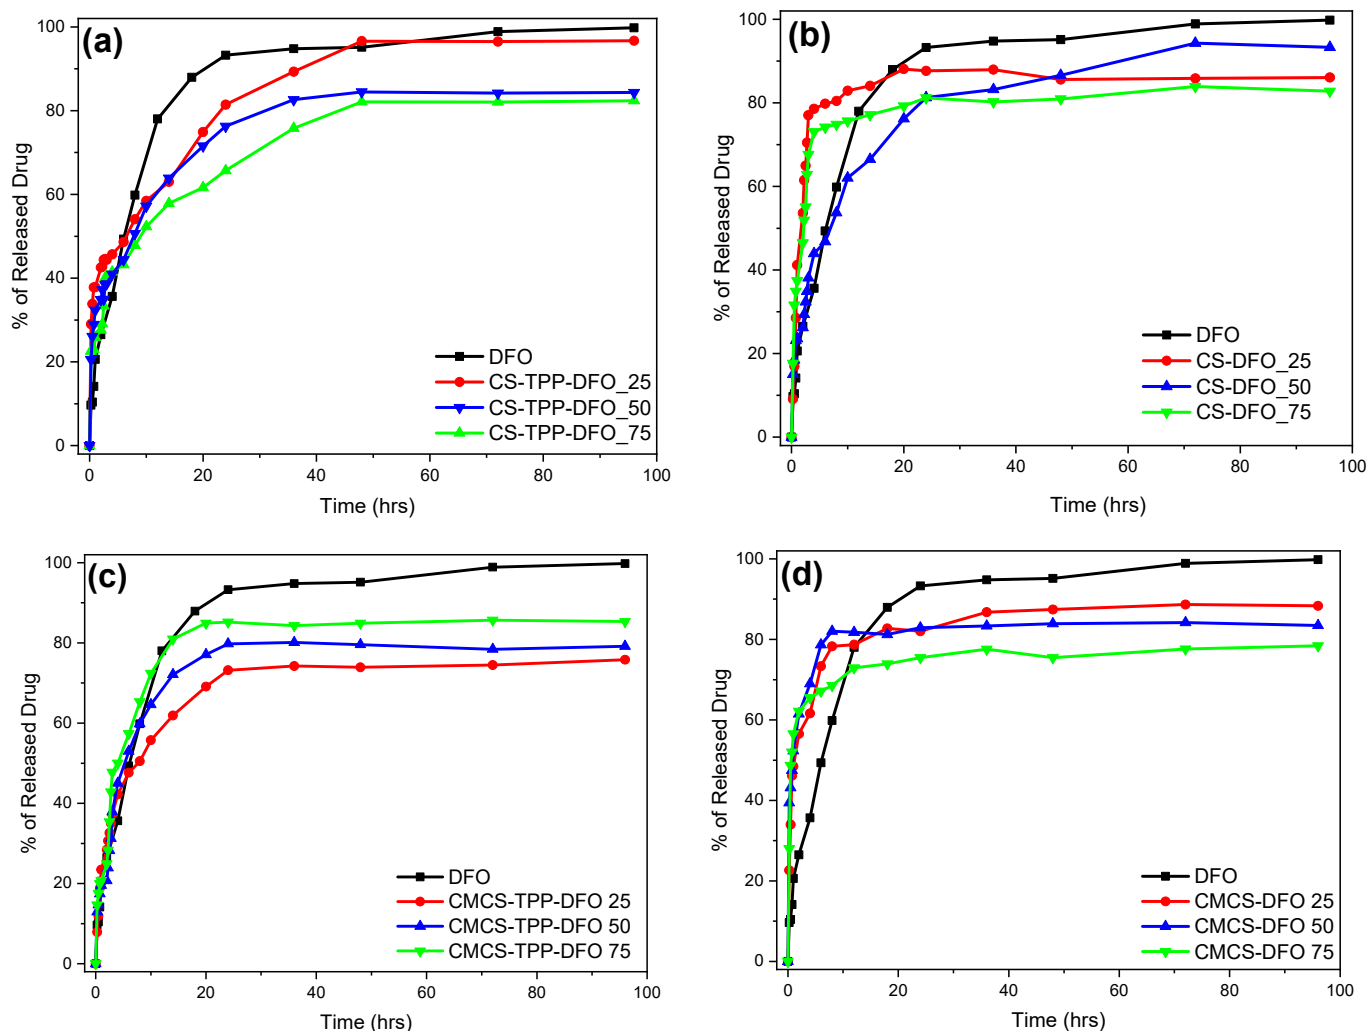 (a)
% of Released Drug
100
80
60
40
20
0
0 20 40 60 80 100
Time (hrs)
DFO
CS-TPP-DFO_25
CS-TPP-DFO_50
CS-TPP-DFO_75
(b)
% of Released Drug
100
80
60
40
20
0
0 20 40 60 80 100
Time (hrs)
DFO
CS-DFO_25
CS-DFO_50
CS-DFO_75
(c)
% of Released Drug
100
80
60
40
20
0
0 20 40 60 80 100
Time (hrs)
DFO
CMCS-TPP-DFO 25
CMCS-TPP-DFO 50
CMCS-TPP-DFO 75
(d)
% of Released Drug
100
80
60
40
20
0
0 20 40 60 80 100
Time (hrs)
DFO
CMCS-DFO 25
CMCS-DFO 50
CMCS-DFO 75